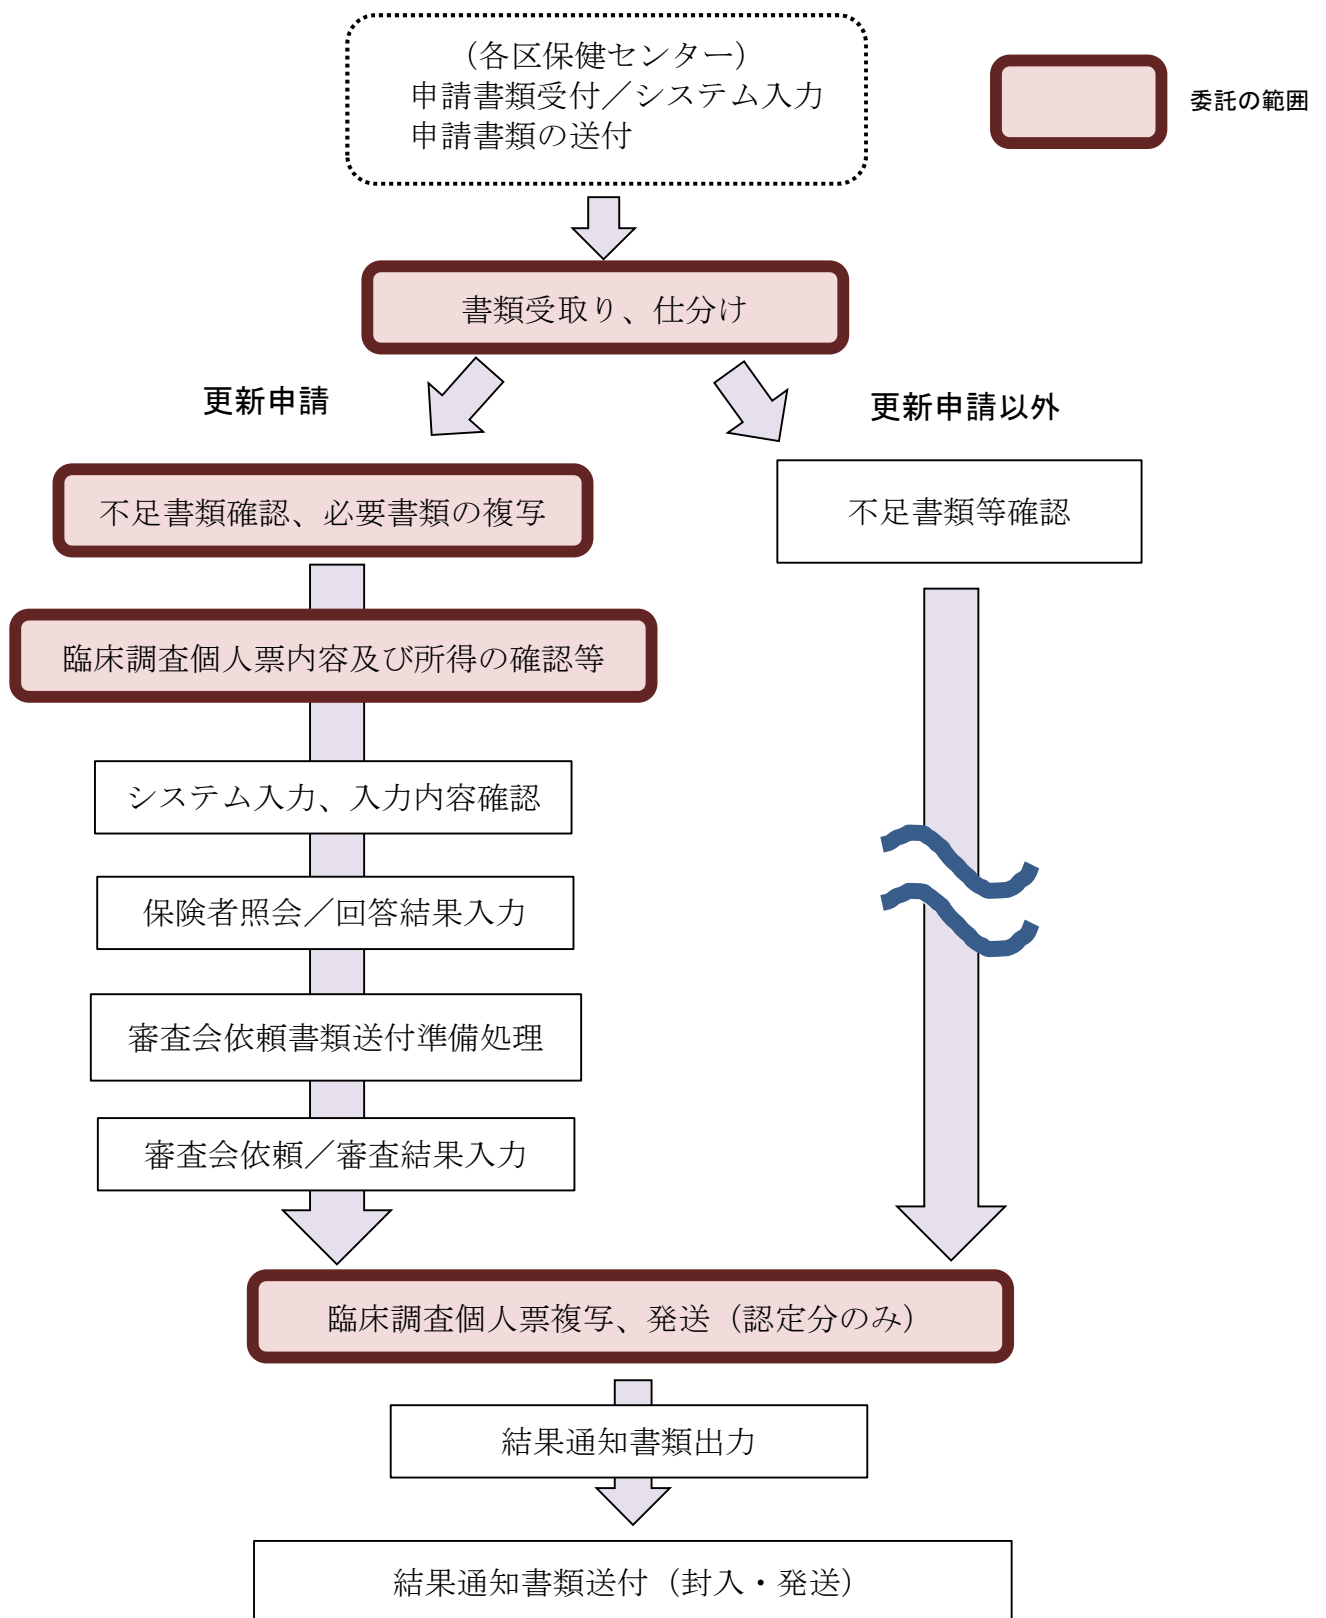 （各区保健センター）
申請書類受付／システム入力
申請書類の送付
委託の範囲
書類受取り、仕分け
更新申請
更新申請以外
不足書類確認、必要書類の複写
不足書類等確認
臨床調査個人票内容及び所得の確認等
システム入力、入力内容確認
保険者照会／回答結果入力
審査会依頼書類送付準備処理
審査会依頼／審査結果入力
臨床調査個人票複写、発送（認定分のみ）
結果通知書類出力
結果通知書類送付（封入・発送）